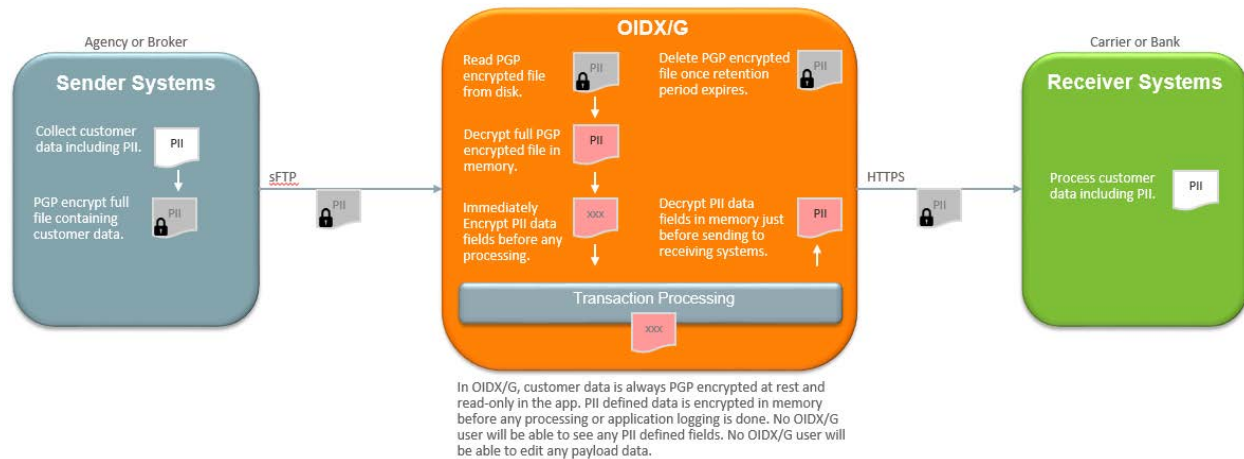 Agency or Broker
Sender Systems
Collect customer
data including PII.
PII
PGP encrypt full
file containing
customer data.
PII
sFTP
PII
OIDX/G
Read PGP
encrypted file
from disk.
PII
Decrypt full PGP
encrypted file in
memory.
PII
Immediately
Encrypt PII data
fields before any
processing.
xxx
Delete PGP encrypted
file once retention
period expires.
PII
Decrypt PII data
fields in memory just
before sending to
receiving systems.
PII
Transaction Processing
xxx
In OIDX/G, customer data is always PGP encrypted at rest and
read-only in the app. PII defined data is encrypted in memory
before any processing or application logging is done. No OIDX/G
user will be able to see any PII defined fields. No OIDX/G user will
be able to edit any payload data.
HTTPS
PII
Carrier or Bank
Receiver Systems
Process customer
data including PII.
PII